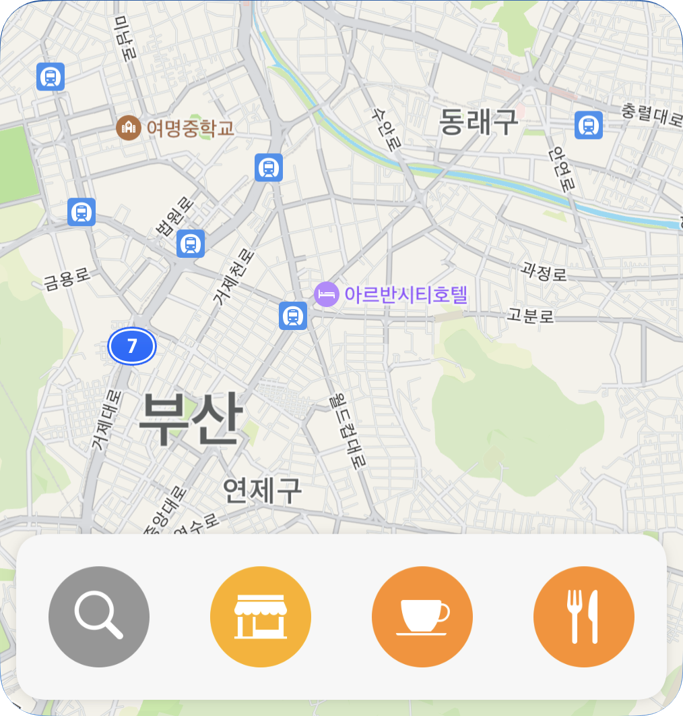 미남로
여명중학교
수안로
동래구
충렬대로
안연로
법원로
거제천로
금용로
과정로
아르반시티호텔
고분로
7
부산
거제대로
월드컵대로
연제구
중앙대로
연수로